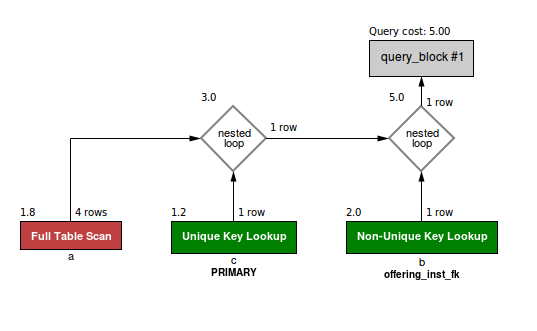 Query cost: 5.00
query_block #1
3.0
5.0
1 row
nested
loop
1 row
nested
loop
1.8
4 rows
1.2
1 row
2.0
1 row
Full Table Scan
Unique Key Lookup
Non-Unique Key Lookup
a
c
b
PRIMARY
offering_inst_fk